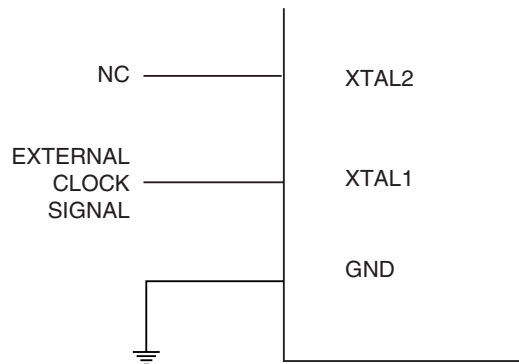 NC
XTAL2
EXTERNAL
CLOCK
SIGNAL
XTAL1
GND